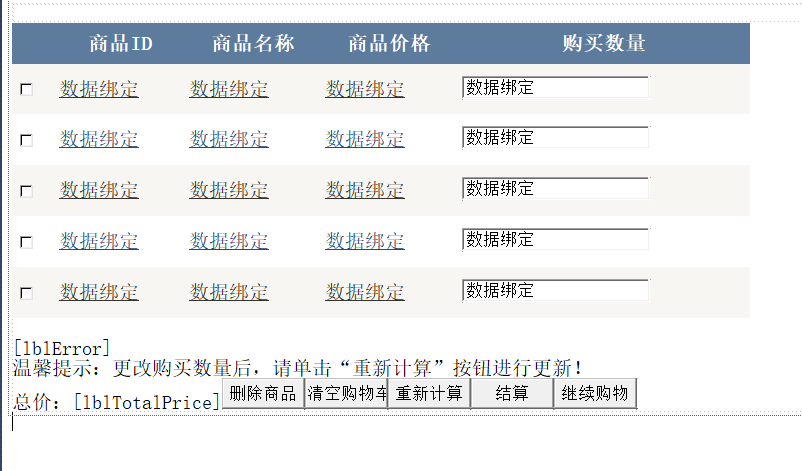 商品ID 商品名称 商品价格 购买数量
数据绑定 数据绑定 数据绑定 数据绑定
数据绑定 数据绑定 数据绑定 数据绑定
数据绑定 数据绑定 数据绑定 数据绑定
数据绑定 数据绑定 数据绑定 数据绑定
数据绑定 数据绑定 数据绑定 数据绑定
[lblError]
温馨提示：更改购买数量后，请单击“重新计算”按钮进行更新！
总价：[lblTotalPrice] 删除商品 清空购物车 重新计算 结算 继续购物